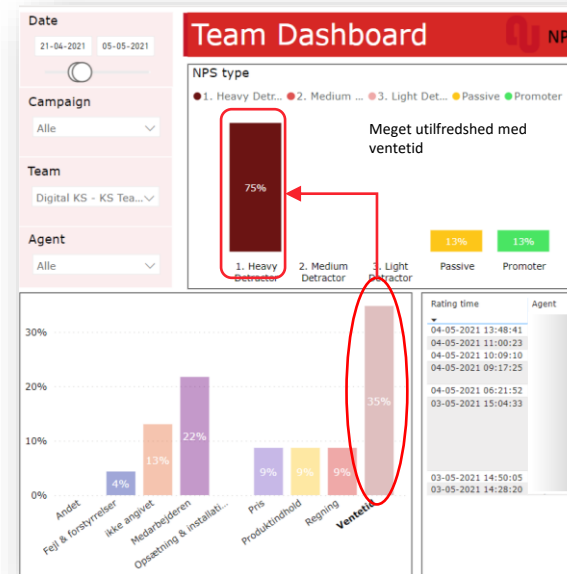 Date
21-04-2021 05-05-2021
Campaign
Alle
Team
Digital KS - KS Tea...
Agent
Alle
Team Dashboard
NP
NPS type
1. Heavy Detr... 2. Medium ... 3. Light Det... Passive Promoter
Meget utilfredshed med
ventetid
75%
13%
13%
1. Heavy
Detractor
2. Medium
Detractor
3. Light
Detractor
Passive
Promoter
30%
20%
10%
0%
4%
13%
22%
9%
9%
9%
35%
Andet
Fejl & forstyrrelser
ikke angivet
Medarbejderen
Opsætning & installati...
Pris
Produktindhold
Regning
Ventetid
Rating time Agent
04-05-2021 13:48:41
04-05-2021 11:00:23
04-05-2021 10:09:10
04-05-2021 09:17:25
04-05-2021 06:21:52
03-05-2021 15:04:33
03-05-2021 14:50:05
03-05-2021 14:28:20